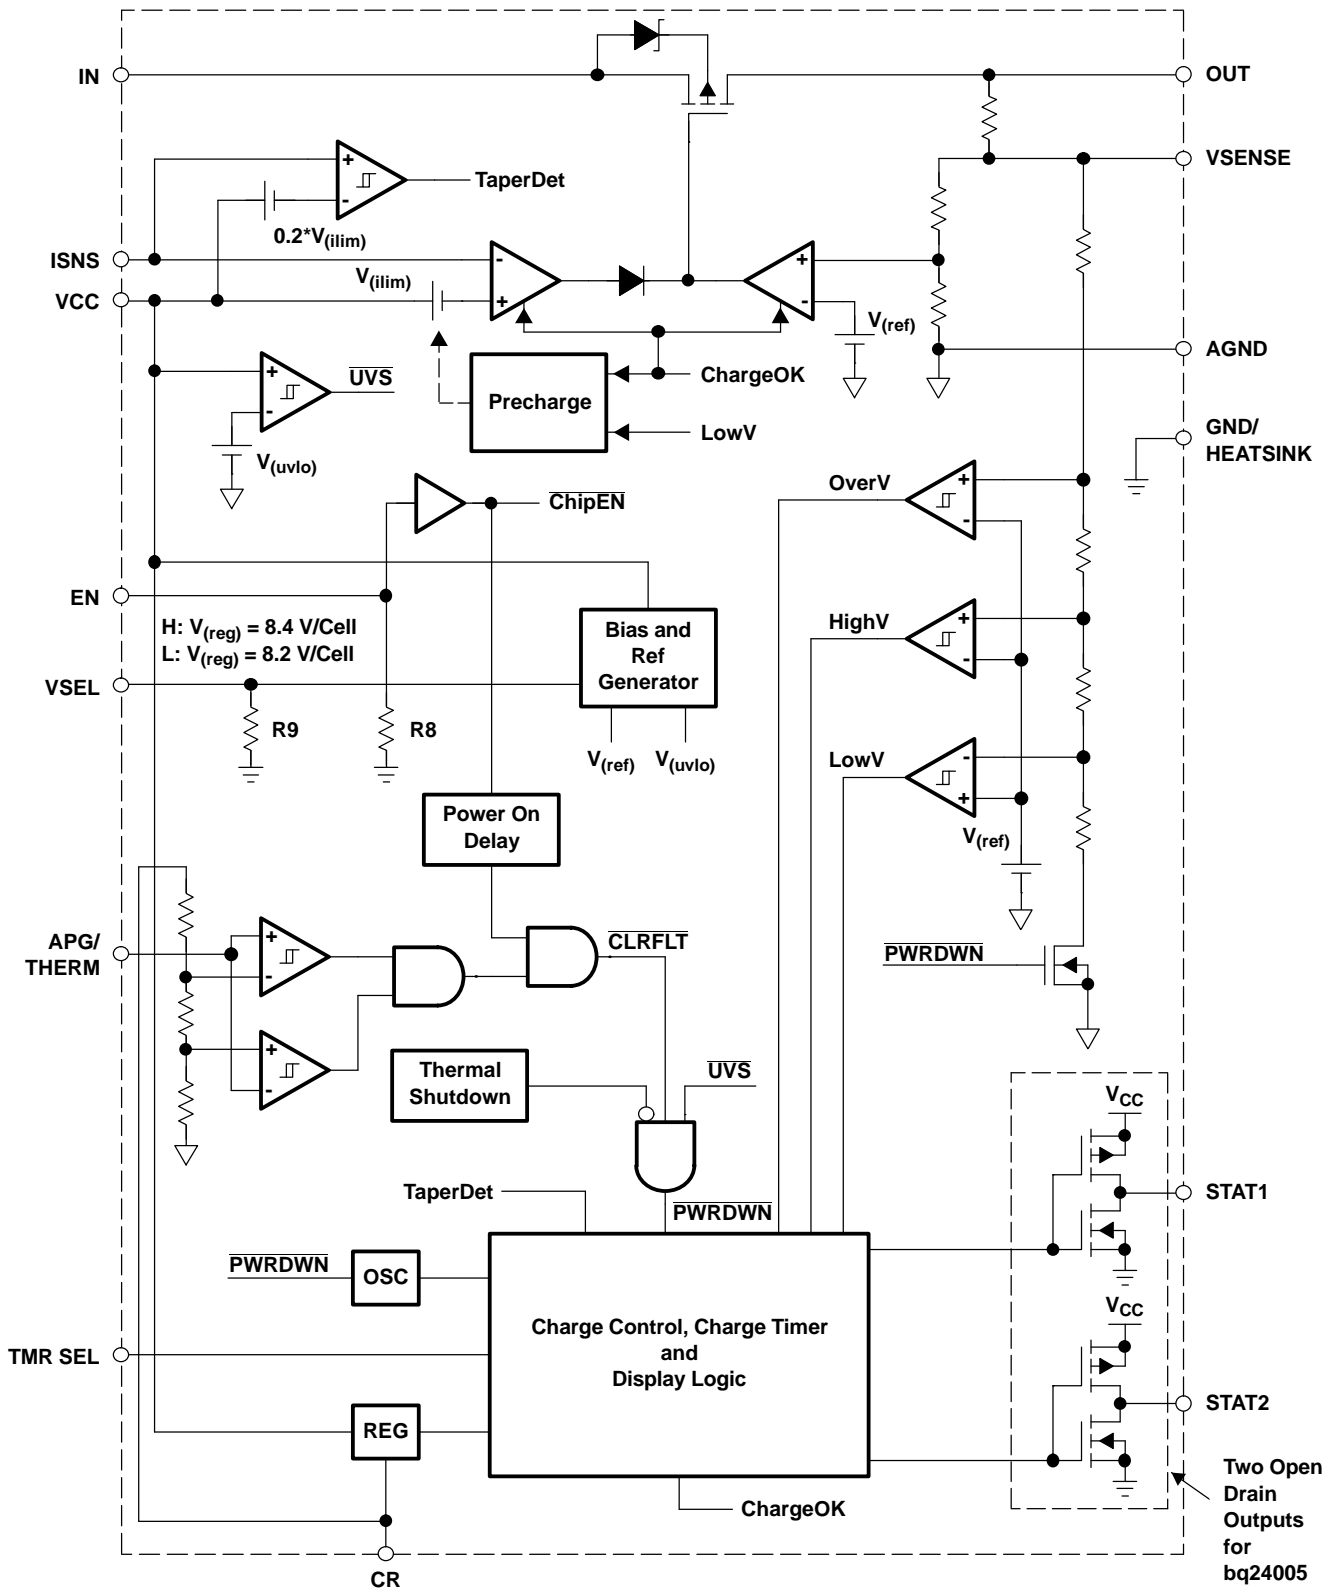 IN
OUT
VSENSE
+
-
TaperDet
0.2*V(ilim)
ISNS
VCC
V(ilim)
-
+
+
-
V(ref)
AGND
+
-
UVS
V(uvlo)
Precharge
ChargeOK
LowV
GND/
HEATSINK
ChipEN
OverV
+
-
EN
H: V(reg) = 8.4 V/Cell
L: V(reg) = 8.2 V/Cell
VSEL
R9
R8
Bias and
Ref
Generator
V(ref)
V(uvlo)
HighV
+
-
LowV
-
+
V(ref)
Power On
Delay
APG/
THERM
+
-
+
-
CLRFLT
PWRDWN
Thermal
Shutdown
UVS
VCC
STAT1
TaperDet
PWRDWN
PWRDWN
OSC
Charge Control, Charge Timer
and
Display Logic
TMR SEL
REG
VCC
STAT2
ChargeOK
Two Open
Drain
Outputs
for
bq24005
CR